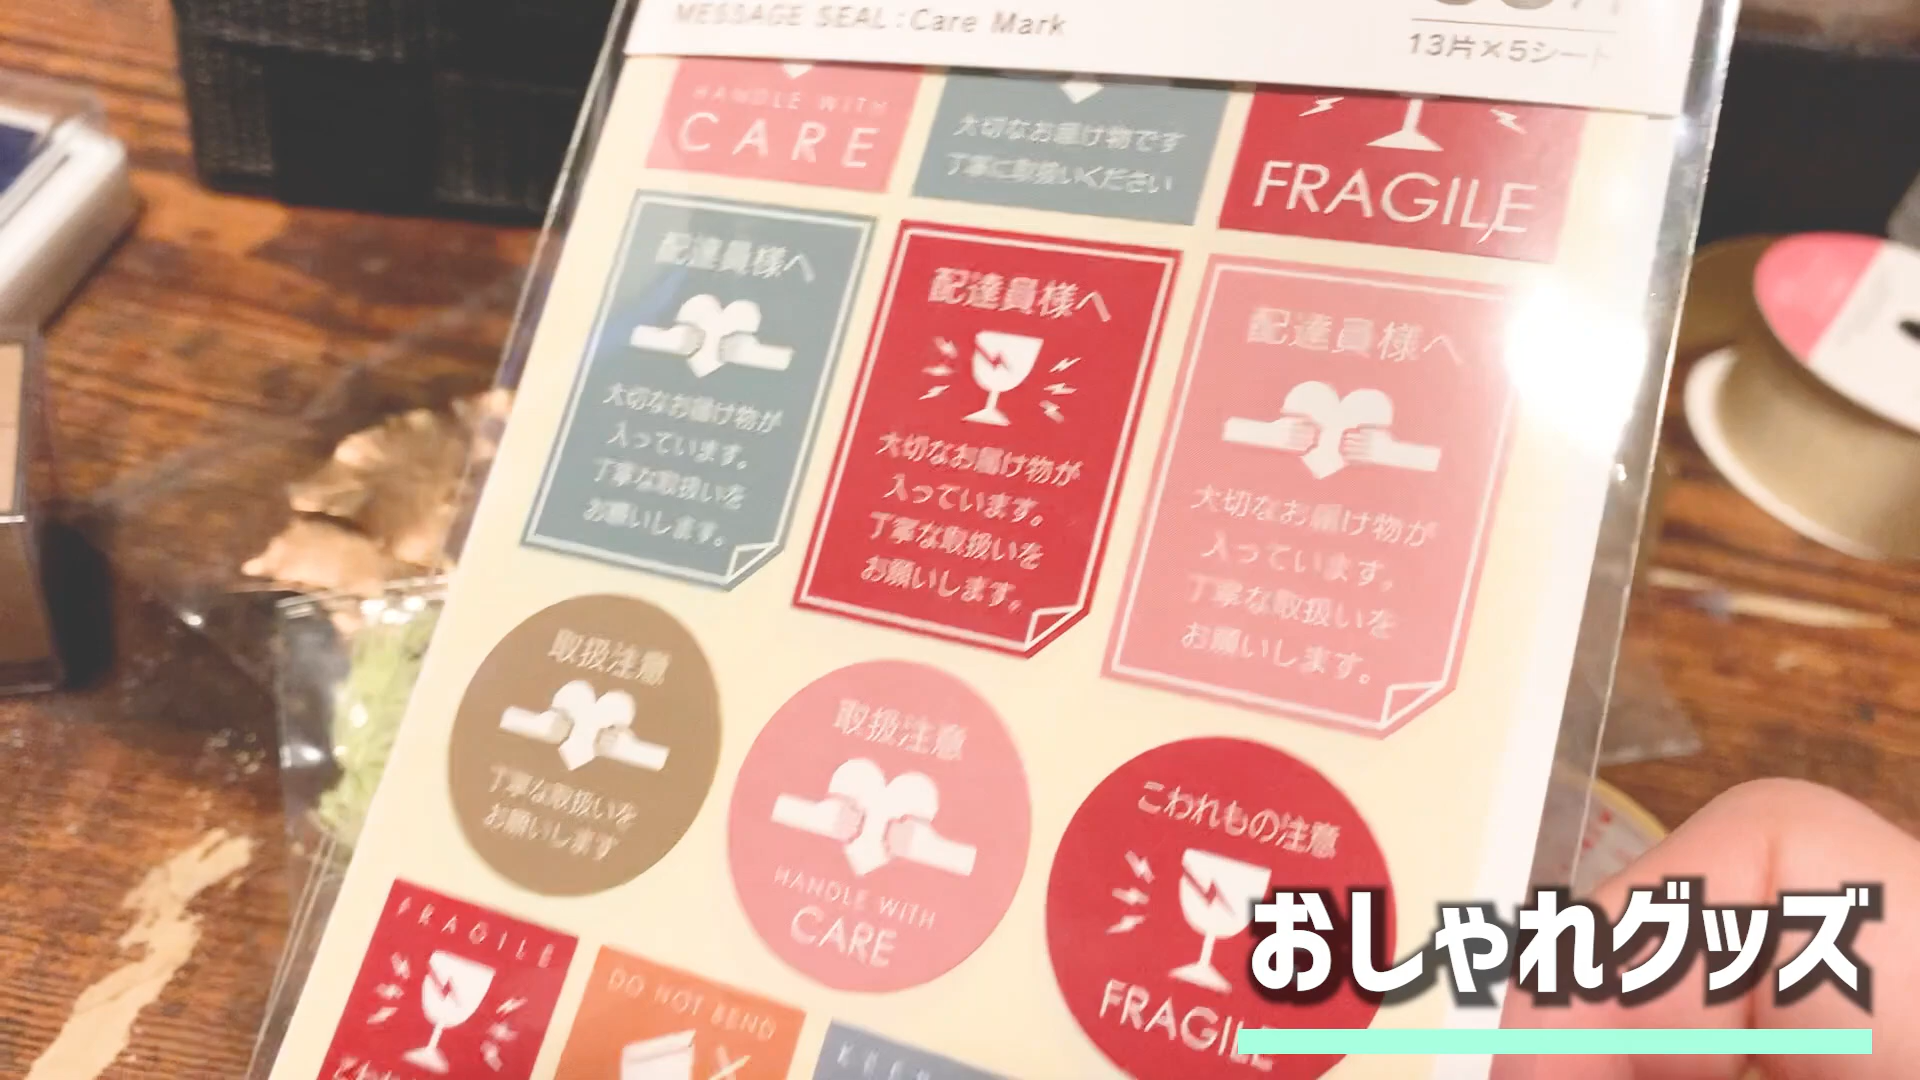 MESSAGE SEAL:Care Mark
13片×5シート
HANDLE WITH
CARE
大切なお届け物です
丁寧に取扱いください
FRAGILE
配達員様へ
大切なお届け物が
入っています。
丁寧な取扱いを
お願いします。
配達員様へ
大切なお届け物が
入っています。
丁寧な取扱いを
お願いします。
配達員様へ
大切なお届け物が
入っています。
丁寧な取扱いを
お願いします。
取扱注意
丁寧な取扱いを
お願いします
取扱注意
HANDLE WITH
CARE
こわれもの注意
FRAGILE
FRAGILE
DO NOT BEND
おしゃれグッズ